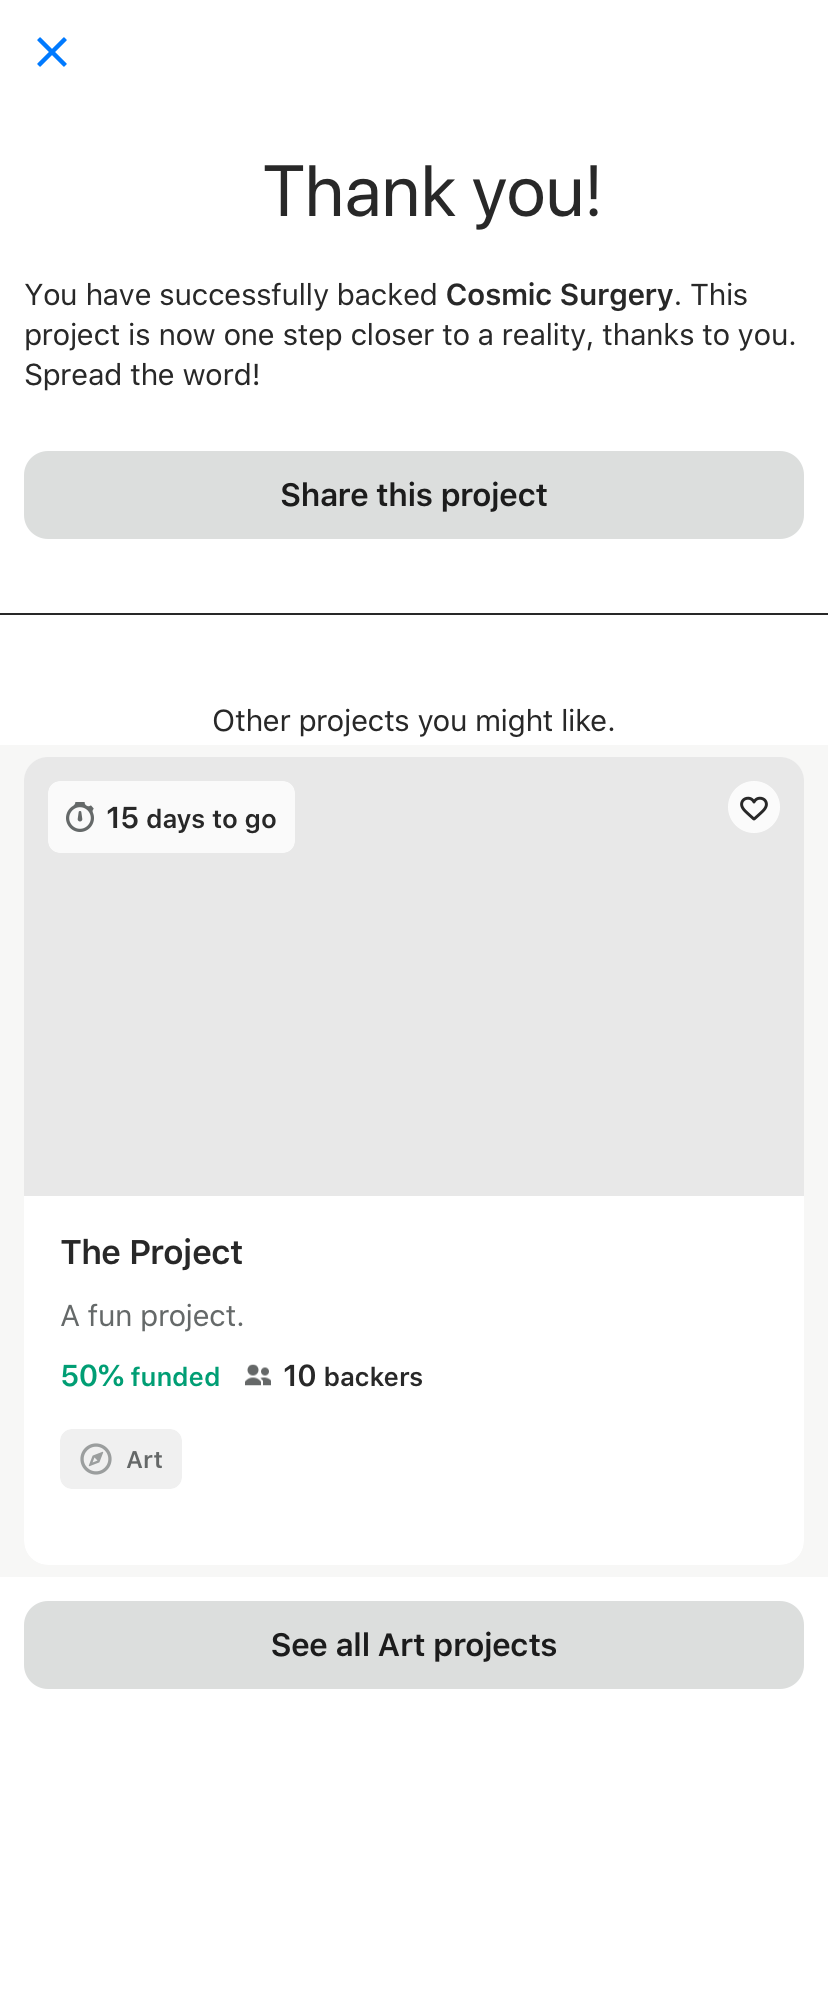 Thank you!
You have successfully backed Cosmic Surgery. This
project is now one step closer to a reality, thanks to you.
Spread the word!
Share this project
Other projects you might like.
15 days to go
The Project
A fun project.
50% funded 10 backers
Art
See all Art projects